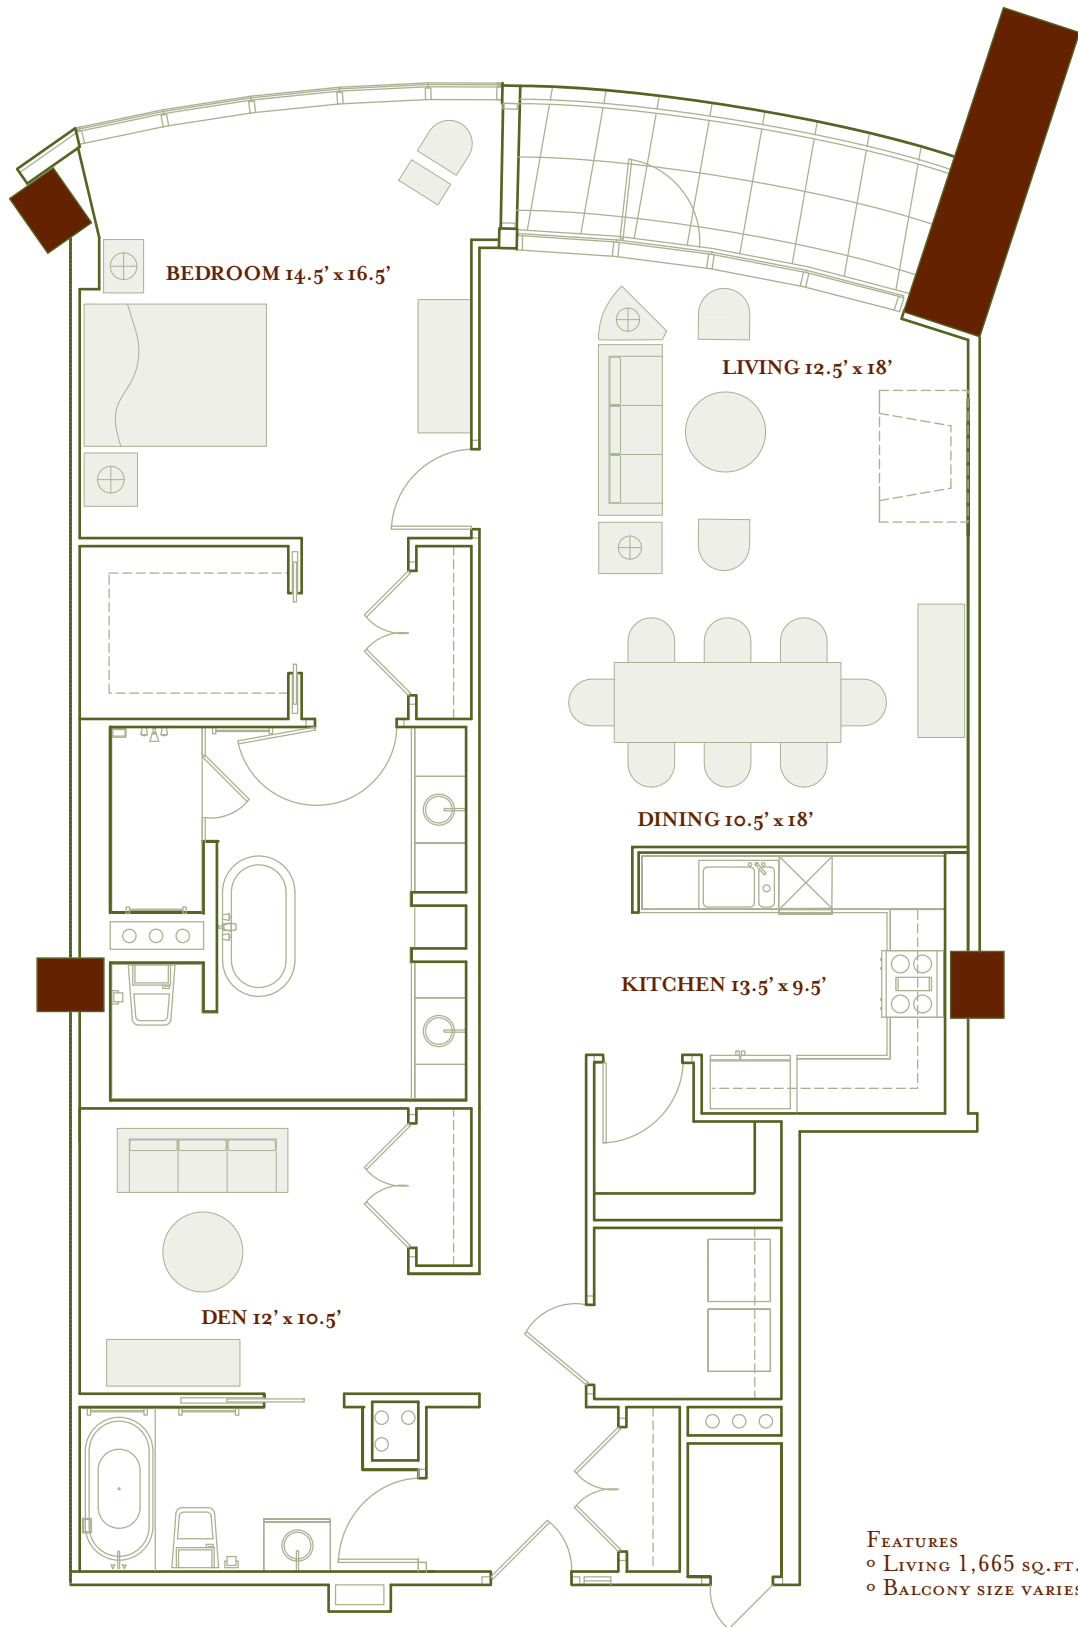 BEDROOM 14.5’ x 16.5’
LIVING 12.5’ x 18’
DINING 10.5’ x 18’
KITCHEN 13.5’ x 9.5’
DEN 12’ x 10.5’
Features
° Living 1,665 sq.ft.
° Balcony size varies